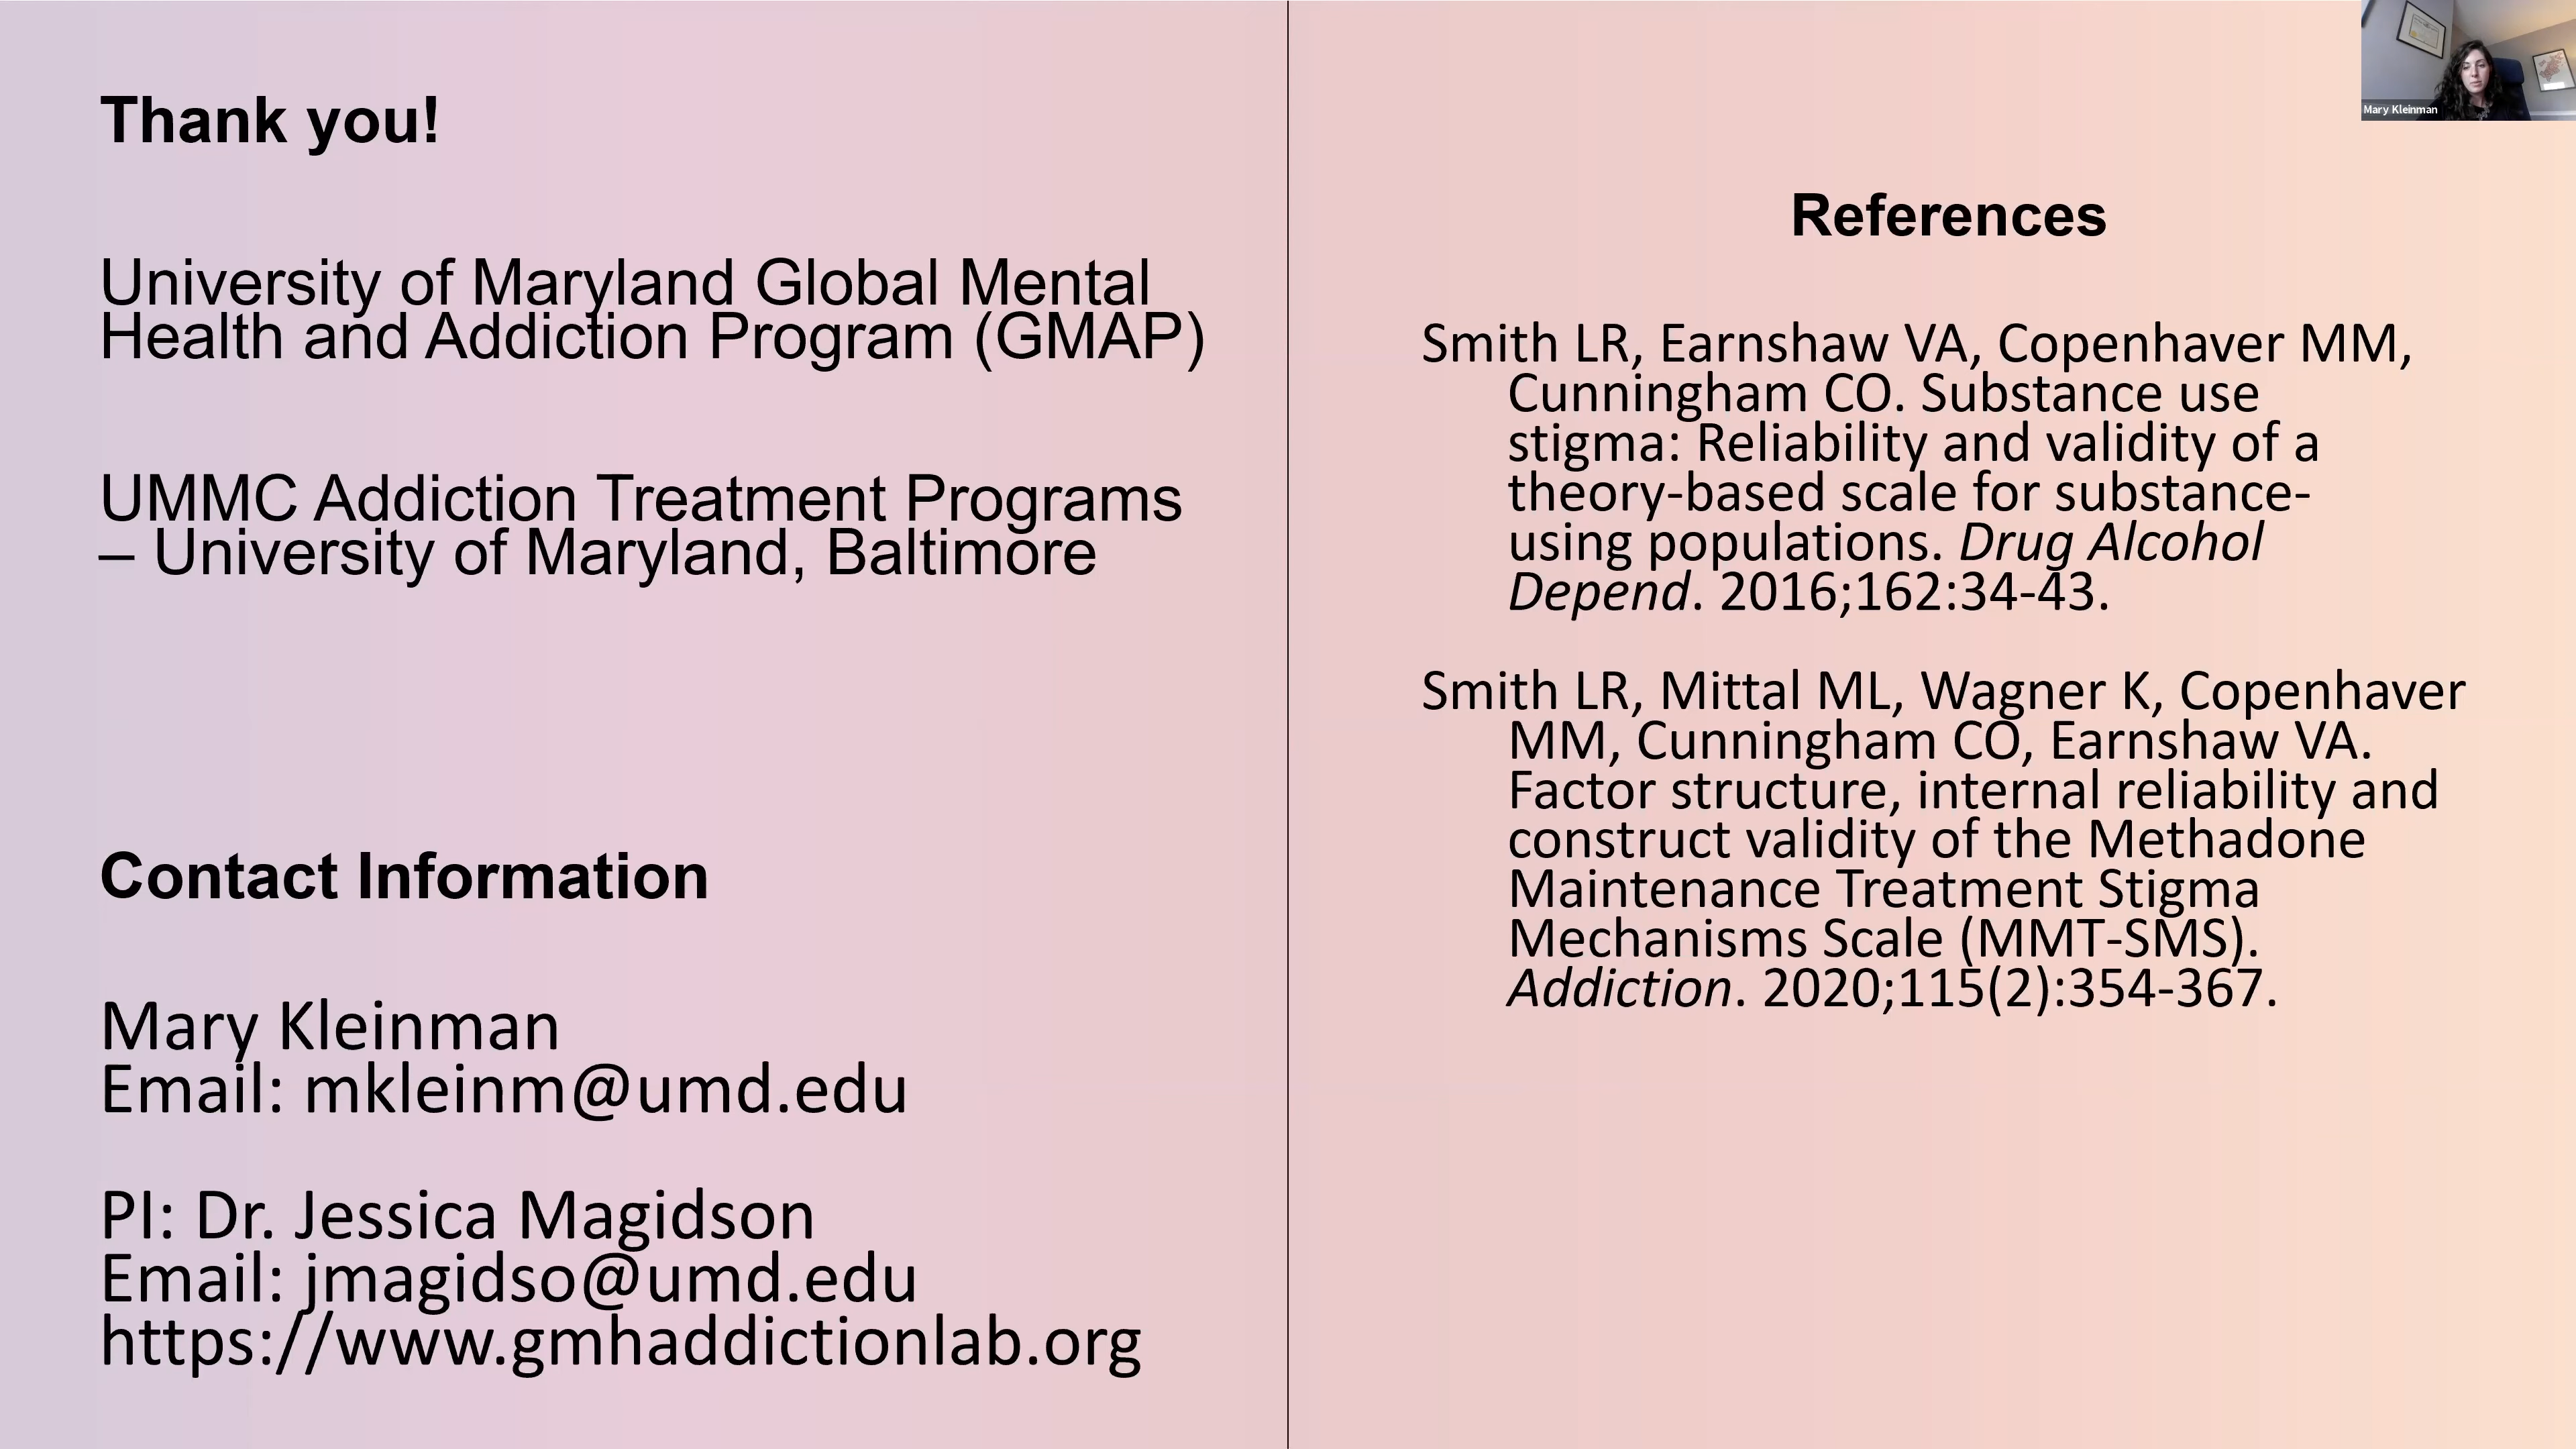 Thank you!
University of Maryland Global Mental
Health and Addiction Program (GMAP)
UMMC Addiction Treatment Programs
– University of Maryland, Baltimore
Contact Information
Mary Kleinman
Email: mkleinm@umd.edu
PI: Dr. Jessica Magidson
Email: jmagidso@umd.edu
https://www.gmhaddictionlab.org
References
Smith LR, Earnshaw VA, Copenhaver MM,
Cunningham CO. Substance use
stigma: Reliability and validity of a
theory-based scale for substance-
using populations. Drug Alcohol
Depend. 2016;162:34-43.
Smith LR, Mittal ML, Wagner K, Copenhaver
MM, Cunningham CO, Earnshaw VA.
Factor structure, internal reliability and
construct validity of the Methadone
Maintenance Treatment Stigma
Mechanisms Scale (MMT-SMS).
Addiction. 2020;115(2):354-367.
Mary Kleinman